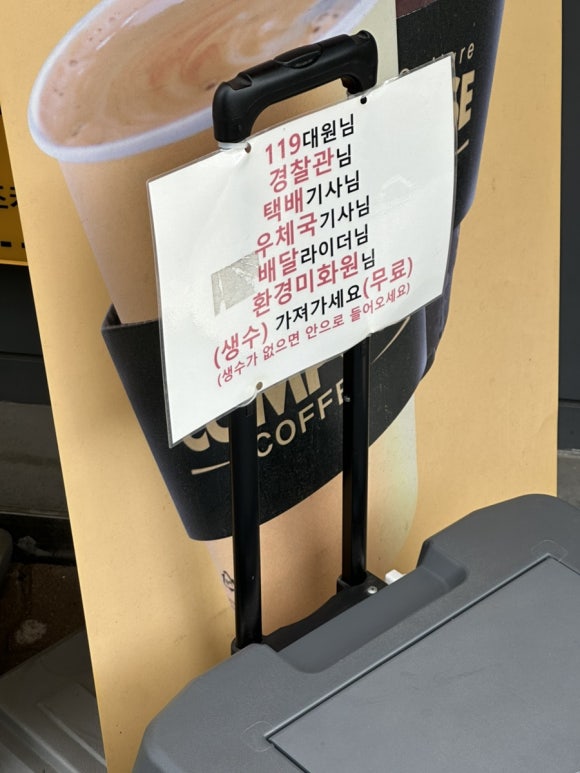 119대원님
경찰관님
택배기사님
우체국기사님
배달라이더님
환경미화원님
(생수) 가져가세요(무료)
(생수가 없으면 안으로 들어오세요)
COFFE